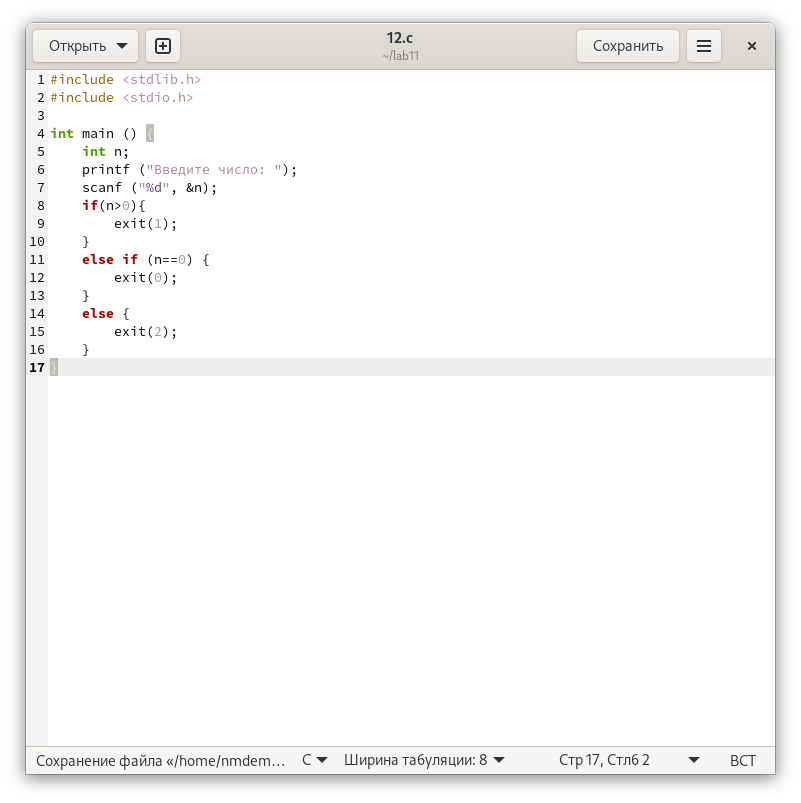 Открыть
12.c
~/lab11
Сохранить
1 #include <stdlib.h>
2 #include <stdio.h>
3
4 int main () {
5     int n;
6     printf ("Введите число: ");
7     scanf ("%d", &n);
8     if(n>0){
9         exit(1);
10     }
11     else if (n==0) {
12         exit(0);
13     }
14     else {
15         exit(2);
16     }
17 }
Сохранение файла «/home/nmdem… C Ширина табуляции: 8 Стр 17, Стлб 2 ВСТ